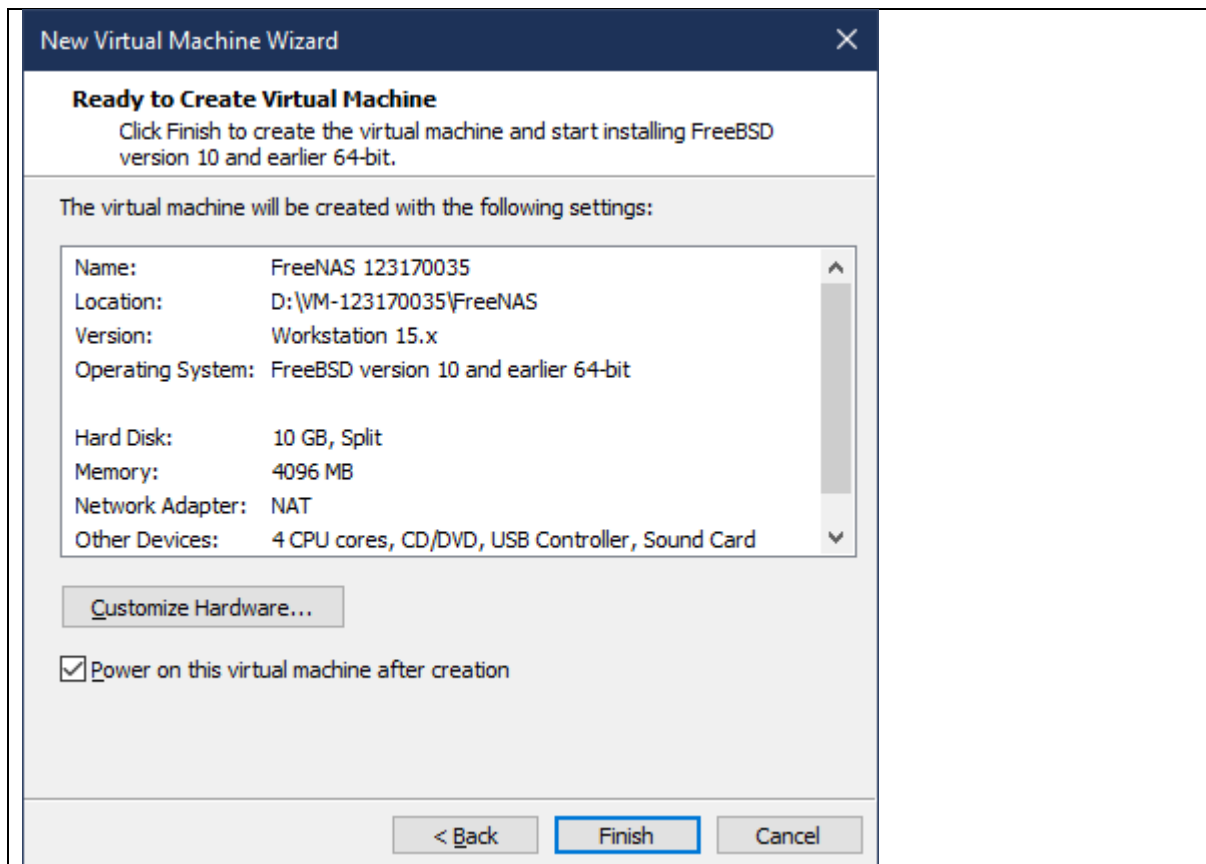 New Virtual Machine Wizard
Ready to Create Virtual Machine
Click Finish to create the virtual machine and start installing FreeBSD
version 10 and earlier 64-bit.
The virtual machine will be created with the following settings:
Name: FreeNAS 123170035
Location: D:\VM-123170035\FreeNAS
Version: Workstation 15.x
Operating System: FreeBSD version 10 and earlier 64-bit
Hard Disk: 10 GB, Split
Memory: 4096 MB
Network Adapter: NAT
Other Devices: 4 CPU cores, CD/DVD, USB Controller, Sound Card
Customize Hardware...
Power on this virtual machine after creation
< Back Finish Cancel